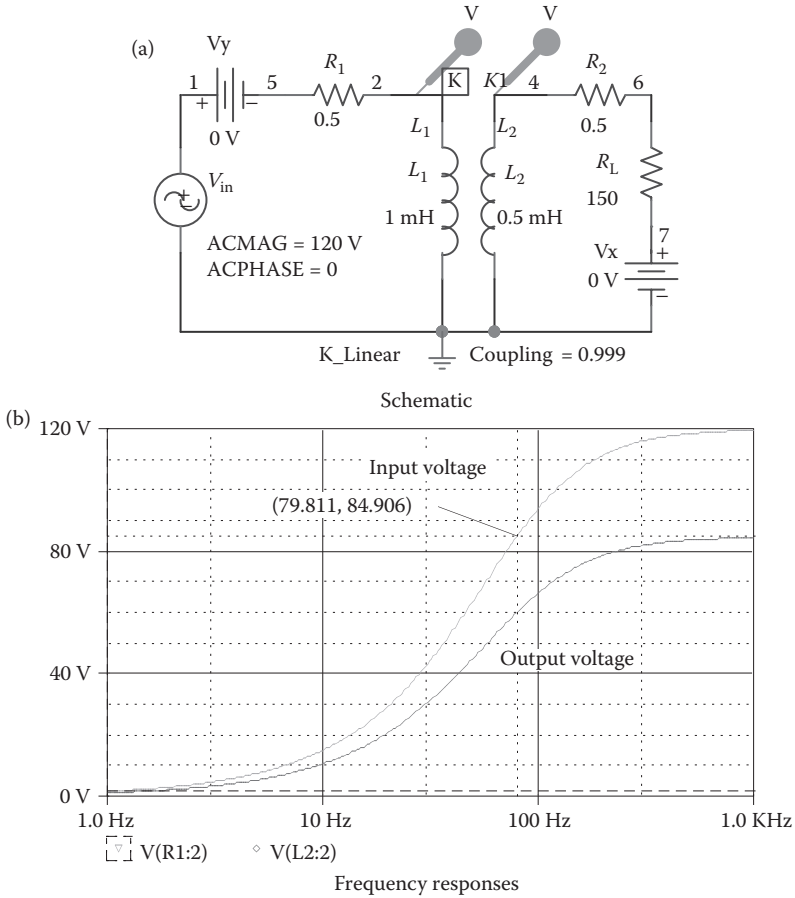 (a)
V V
Vy
1 5 R1 2 K K1 4 R2 6
+ −
0 V 0.5 0.5
L1 L2
Vin L1 L2 RL
+
−
1 mH 0.5 mH 150
ACMAG = 120 V
ACPHASE = 0
Vx 7
+
0 V
−
K_Linear Coupling = 0.999
Schematic
(b)
120 V
Input voltage
(79.811, 84.906)
80 V
Output voltage
40 V
0 V
1.0 Hz 10 Hz 100 Hz 1.0 KHz
V(R1:2) V(L2:2)
Frequency responses